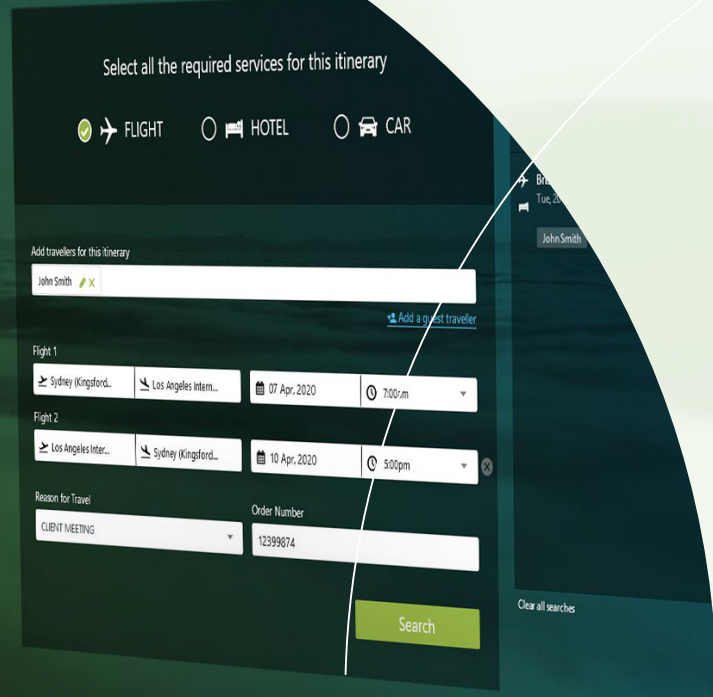 Select all the required services for this itinerary
FLIGHT HOTEL CAR
Add travelers for this itinerary
John Smith
Add a guest traveller
Flight 1
Sydney (Kingsford... Los Angeles Intern... 07 Apr, 2020
Flight 2
Los Angeles Inter... Sydney (Kingsford... 10 Apr, 2020 5:00pm
Reason for Travel Order Number
CLIENT MEETING 12399874
Search
Tue, 20
John Smith
Clear all searches